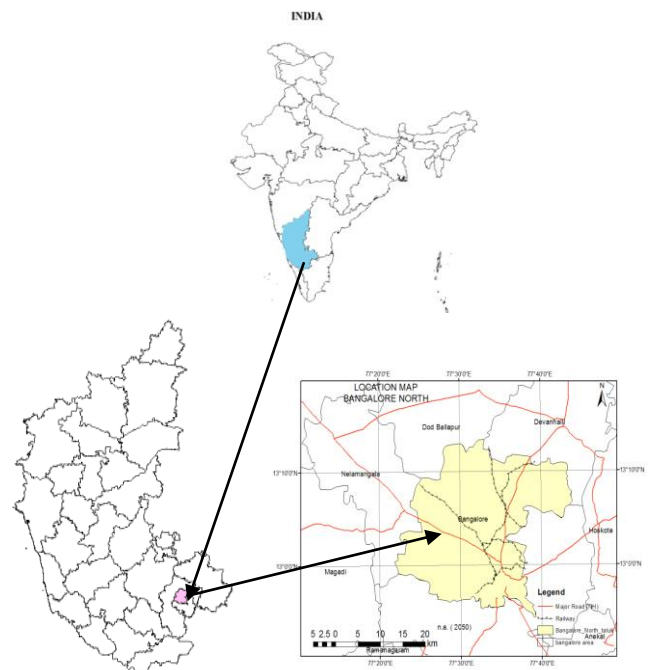 INDIA
77°20'0"E 77°30'0"E 77°40'0"E
LOCATION MAP
BANGALORE NORTH
N
Dod Ballapur
Devanhalli
Nelamangala
13°10'0"N
13°10'0"N
Bangalore
Hoskote
13°0'0"N
13°0'0"N
Magadi
Legend
Major Road (NH)
Railway
Bangalore_North_taluk
bangalore area
n.a. ( 2050)
Anekal
5 2.5 0 5 10 15 20 km
77°20'0"E 77°30'0"E 77°40'0"E